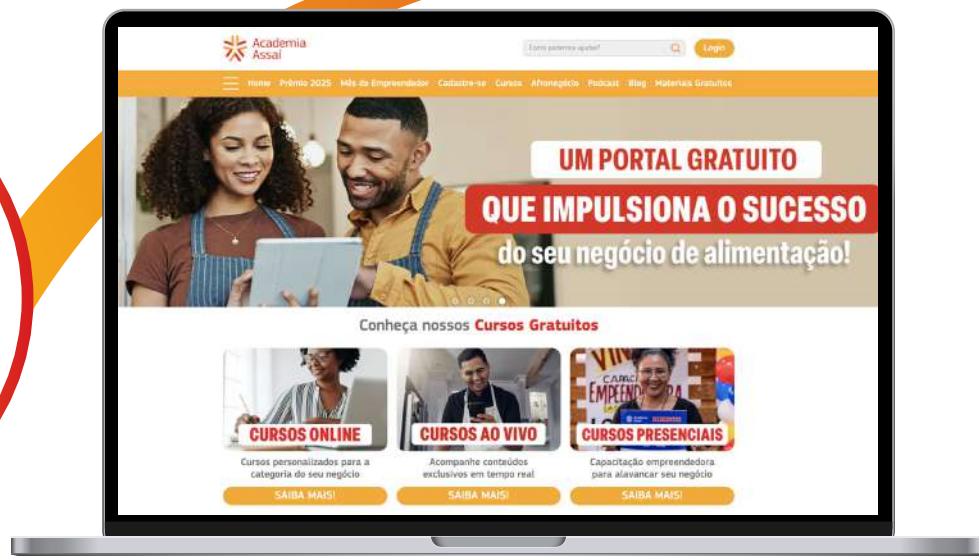 Academia
Assaí
Como podemos ajudar?
Login
Home Prêmio 2025 Mês do Empreendedor Cadastre-se Cursos Afronegócio Podcast Blog Materiais Gratuitos
UM PORTAL GRATUITO
QUE IMPULSIONA O SUCESSO
do seu negócio de alimentação!
Conheça nossos Cursos Gratuitos
CURSOS ONLINE
CURSOS AO VIVO
CURSOS PRESENCIAIS
Cursos personalizados para a
categoria do seu negócio
Acompanhe conteúdos
exclusivos em tempo real
Capacitação empreendedora
para alavancar seu negócio
SAIBA MAIS!
SAIBA MAIS!
SAIBA MAIS!